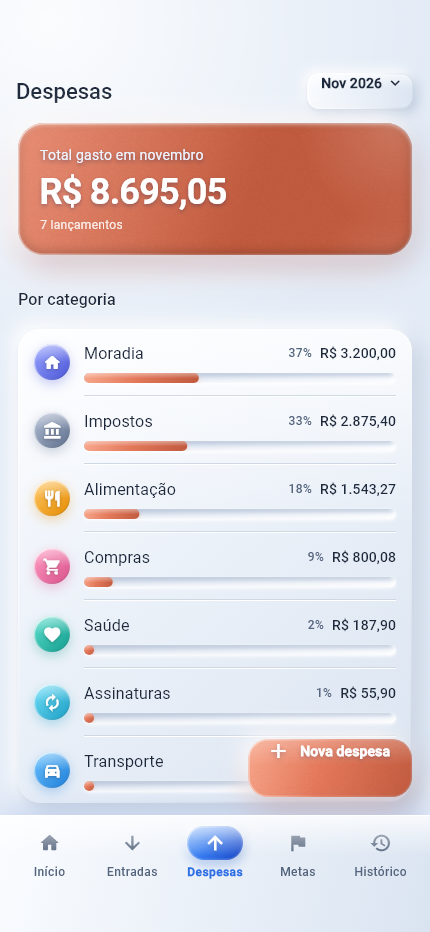 Despesas
Nov 2026
Total gasto em novembro
R$ 8.695,05
7 lançamentos
Por categoria
Moradia 37% R$ 3.200,00
Impostos 33% R$ 2.875,40
Alimentação 18% R$ 1.543,27
Compras 9% R$ 800,08
Saúde 2% R$ 187,90
Assinaturas 1% R$ 55,90
Transporte
Nova despesa
Início Entradas Despesas Metas Histórico